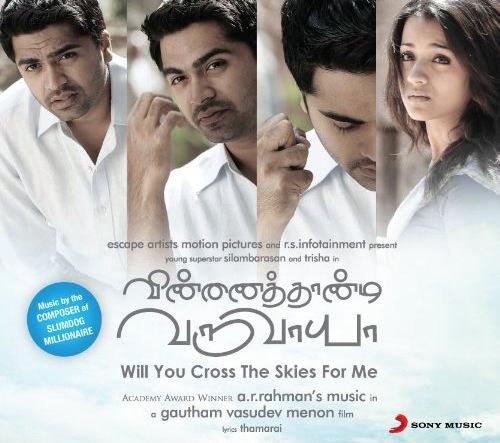 escape artists motion pictures and r.s.infotainment present
young superstar silambarasan and trisha in
விண்ணைத்தாண்டி
வருவாயா
Music by the
COMPOSER of
SLUMDOG
MILLIONAIRE
Will You Cross The Skies For Me
ACADEMY AWARD WINNER a.r.rahman's music in
a gautham vasudev menon film
lyrics thamarai
SONY MUSIC